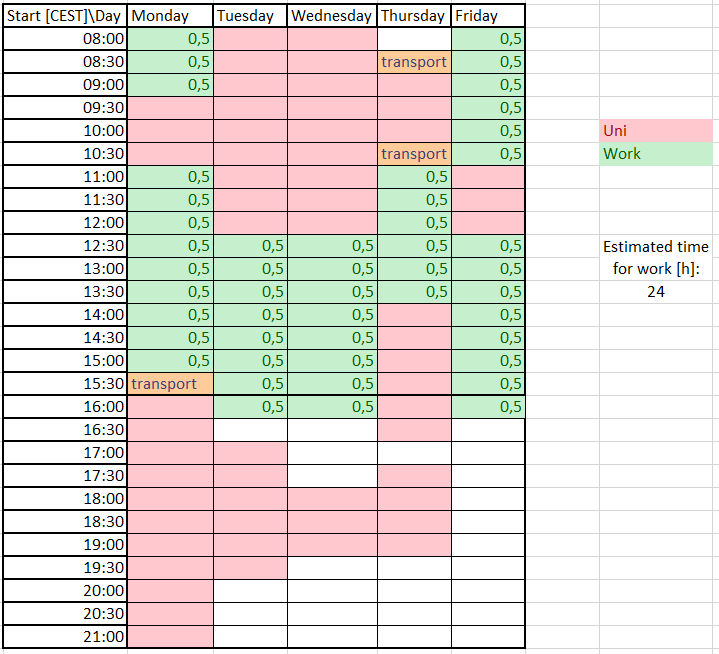 Start [CEST]\Day Monday Tuesday Wednesday Thursday Friday
08:00 0,5 0,5
08:30 0,5 transport 0,5
09:00 0,5 0,5
09:30 0,5
10:00 0,5 Uni
10:30 transport 0,5 Work
11:00 0,5 0,5
11:30 0,5 0,5
12:00 0,5 0,5
12:30 0,5 0,5 0,5 0,5 0,5 Estimated time
13:00 0,5 0,5 0,5 0,5 0,5 for work [h]:
13:30 0,5 0,5 0,5 0,5 0,5 24
14:00 0,5 0,5 0,5 0,5
14:30 0,5 0,5 0,5 0,5
15:00 0,5 0,5 0,5 0,5
15:30 transport 0,5 0,5 0,5
16:00 0,5 0,5 0,5
16:30
17:00
17:30
18:00
18:30
19:00
19:30
20:00
20:30
21:00